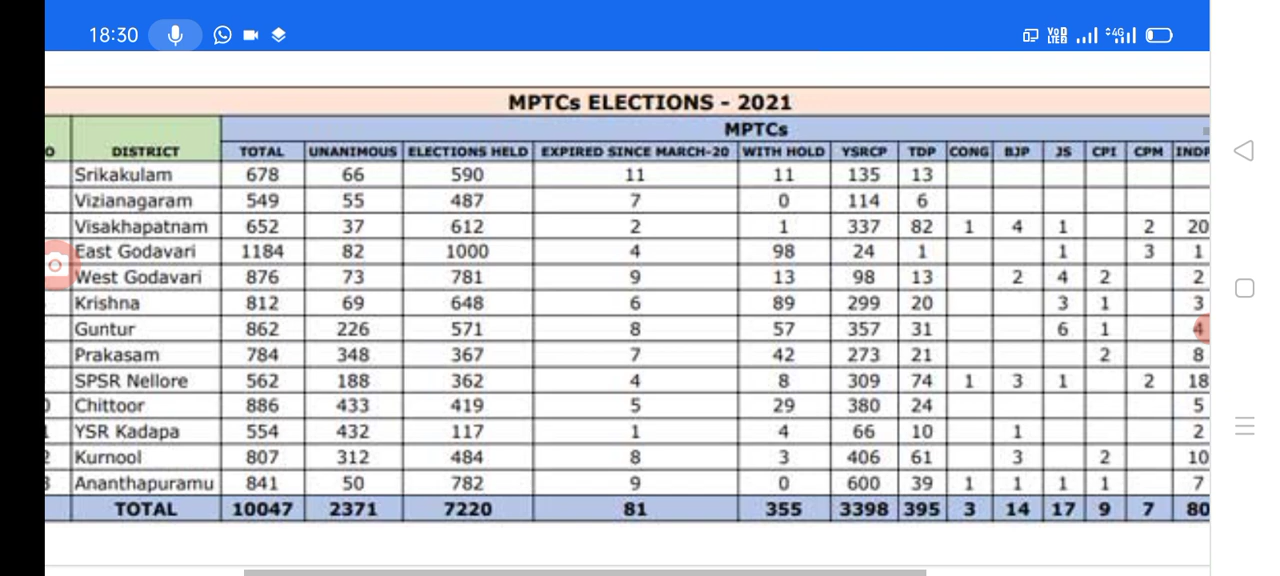 18:30 VoD VoB LTEB 4G
MPTCs ELECTIONS - 2021
MPTCs
DISTRICT TOTAL UNANIMOUS ELECTIONS HELD EXPIRED SINCE MARCH-20 WITH HOLD YSRCP TDP CONG BJP JS CPI CPM
Srikakulam 678 66 590 11 11 135 13
Vizianagaram 549 55 487 7 0 114 6
Visakhapatnam 652 37 612 2 1 337 82 1 4 1 2 20
East Godavari 1184 82 1000 4 98 24 1 1 3 1
West Godavari 876 73 781 9 13 98 13 2 4 2 2
Krishna 812 69 648 6 89 299 20 3 1 3
Guntur 862 226 571 8 57 357 31 6 1 4
Prakasam 784 348 367 7 42 273 21 2 8
SPSR Nellore 562 188 362 4 8 309 74 1 3 1 2 18
Chittoor 886 433 419 5 29 380 24 5
YSR Kadapa 554 432 117 1 4 66 10 1 2
Kurnool 807 312 484 8 3 406 61 3 2 10
Ananthapuramu 841 50 782 9 0 600 39 1 1 1 1 7
TOTAL 10047 2371 7220 81 355 3398 395 3 14 17 9 7 80